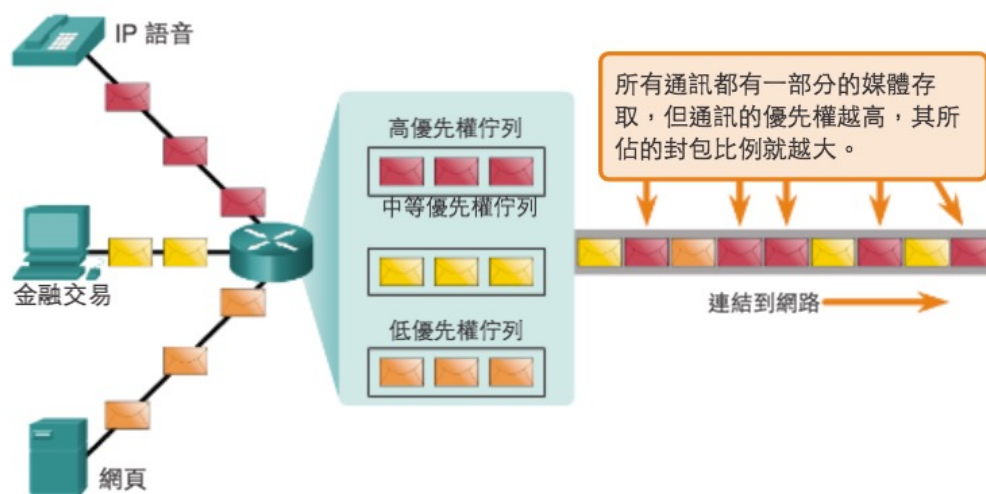 IP 語音
所有通訊都有一部分的媒體存
取，但通訊的優先權越高，其所
佔的封包比例就越大。
高優先權佇列
中等優先權佇列
金融交易
連結到網路
低優先權佇列
網頁